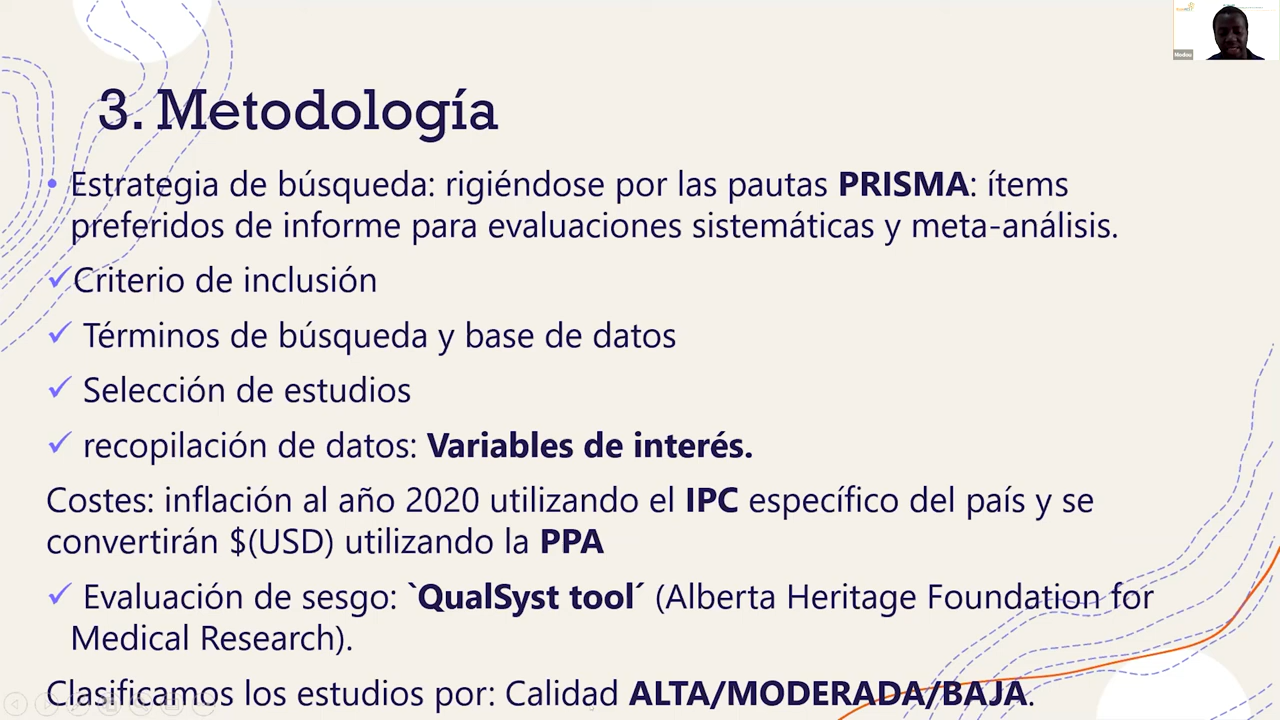 3. Metodología
• Estrategia de búsqueda: rigiéndose por las pautas PRISMA: ítems
preferidos de informe para evaluaciones sistemáticas y meta-análisis.
✓Criterio de inclusión
✓ Términos de búsqueda y base de datos
✓ Selección de estudios
✓ recopilación de datos: Variables de interés.
Costes: inflación al año 2020 utilizando el IPC específico del país y se
convertirán $(USD) utilizando la PPA
✓ Evaluación de sesgo: `QualSyst tool´ (Alberta Heritage Foundation for
Medical Research).
Clasificamos los estudios por: Calidad ALTA/MODERADA/BAJA.